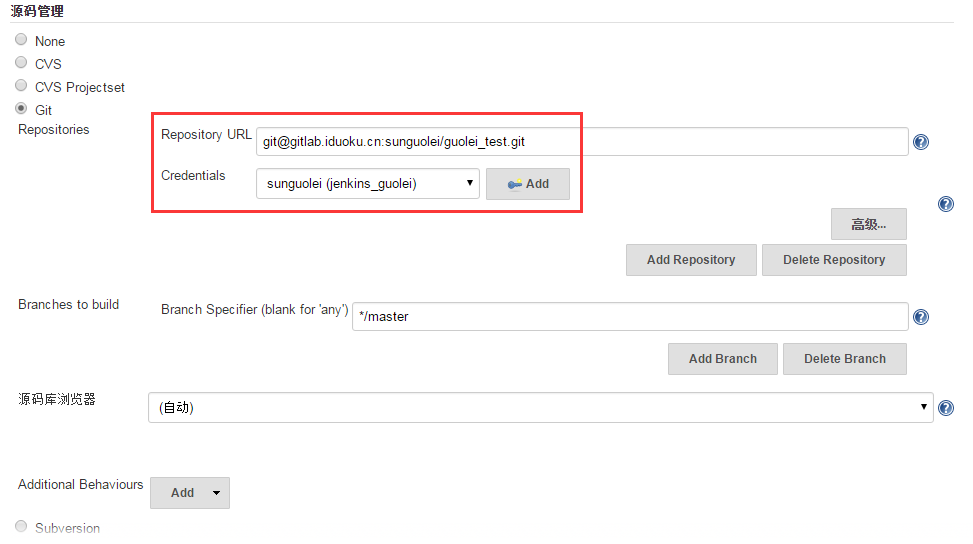 源码管理
None
CVS
CVS Projectset
Git
Repositories
Repository URL git@gitlab.iduoku.cn:sunguolei/guolei_test.git
Credentials sunguolei (jenkins_guolei) Add
高级...
Add Repository Delete Repository
Branches to build Branch Specifier (blank for 'any') */master
Add Branch Delete Branch
源码库浏览器 (自动)
Additional Behaviours Add
Subversion